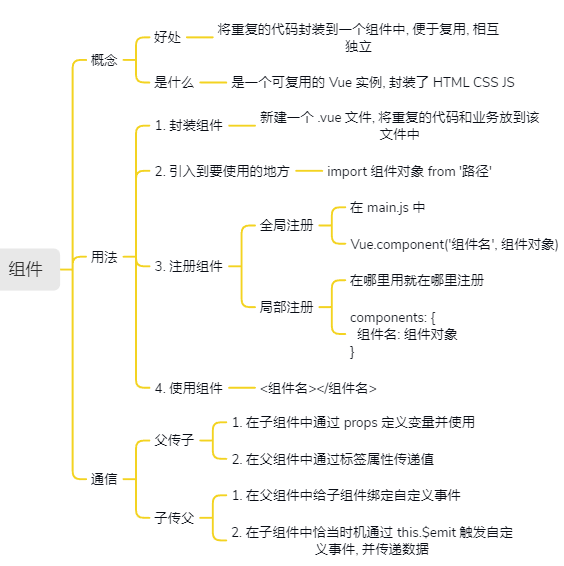 组件
概念
好处
将重复的代码封装到一个组件中, 便于复用, 相互
独立
是什么
是一个可复用的 Vue 实例, 封装了 HTML CSS JS
用法
1. 封装组件
新建一个 .vue 文件, 将重复的代码和业务放到该
文件中
2. 引入到要使用的地方
import 组件对象 from '路径'
3. 注册组件
全局注册
在 main.js 中
Vue.component('组件名', 组件对象)
局部注册
在哪里用就在哪里注册
components: {
组件名: 组件对象
}
4. 使用组件
<组件名></组件名>
通信
父传子
1. 在子组件中通过 props 定义变量并使用
2. 在父组件中通过标签属性传递值
子传父
1. 在父组件中给子组件绑定自定义事件
2. 在子组件中恰当时机通过 this.$emit 触发自定
义事件, 并传递数据